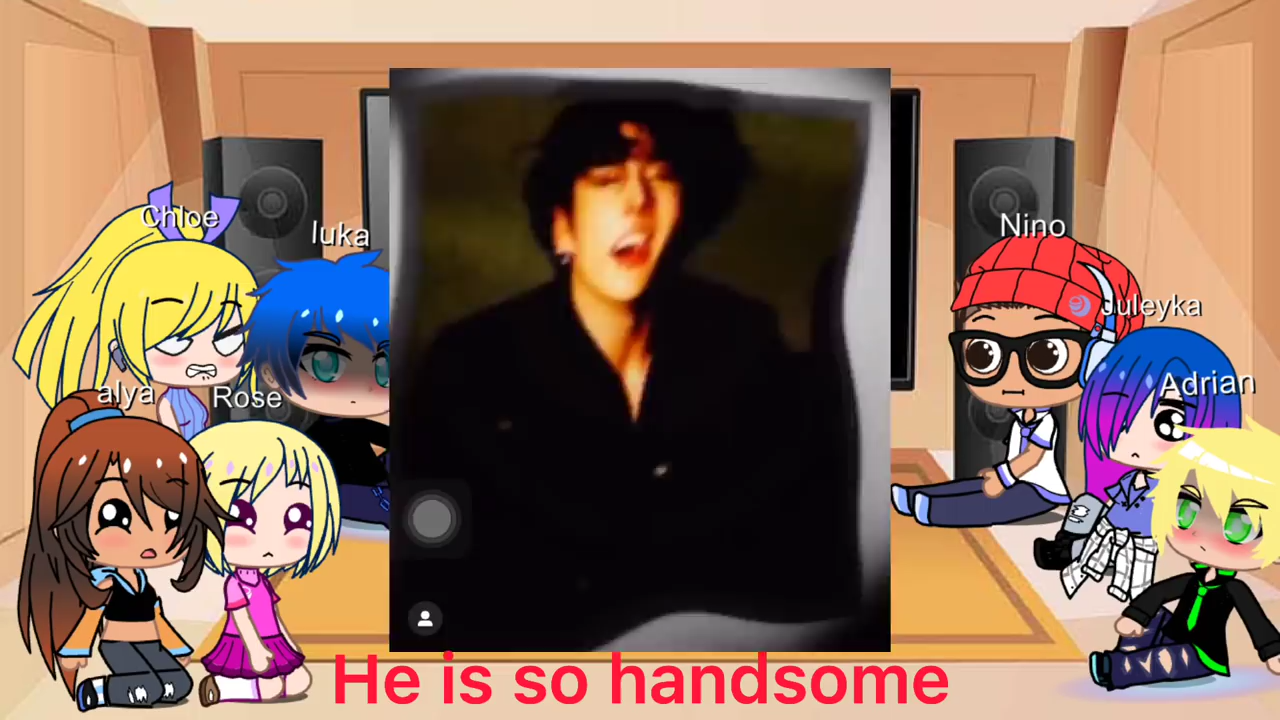 Chloe
luka
Nino
Juleyka
Adrian
alya
Rose
He is so handsome